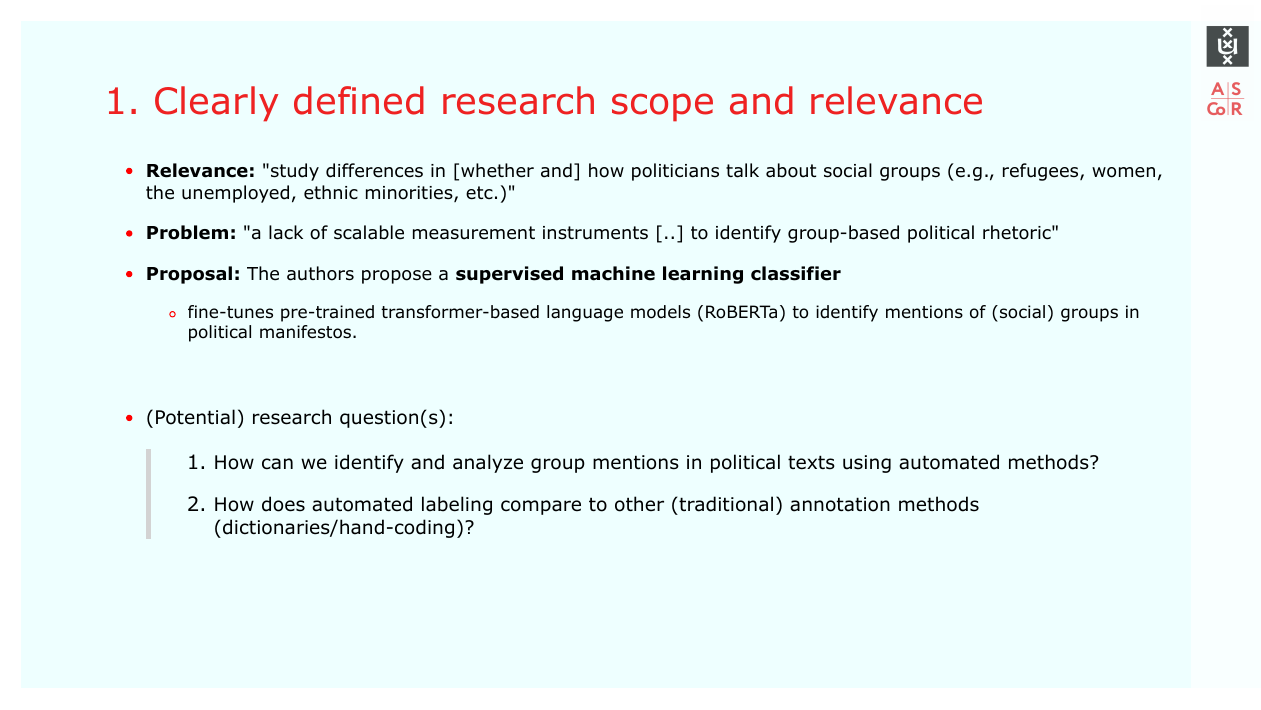 1. Clearly defined research scope and relevance
A S
Co R
• Relevance: "study differences in [whether and] how politicians talk about social groups (e.g., refugees, women,
the unemployed, ethnic minorities, etc.)"
• Problem: "a lack of scalable measurement instruments [..] to identify group-based political rhetoric"
• Proposal: The authors propose a supervised machine learning classifier
◦ fine-tunes pre-trained transformer-based language models (RoBERTa) to identify mentions of (social) groups in
political manifestos.
• (Potential) research question(s):
1. How can we identify and analyze group mentions in political texts using automated methods?
2. How does automated labeling compare to other (traditional) annotation methods
(dictionaries/hand-coding)?